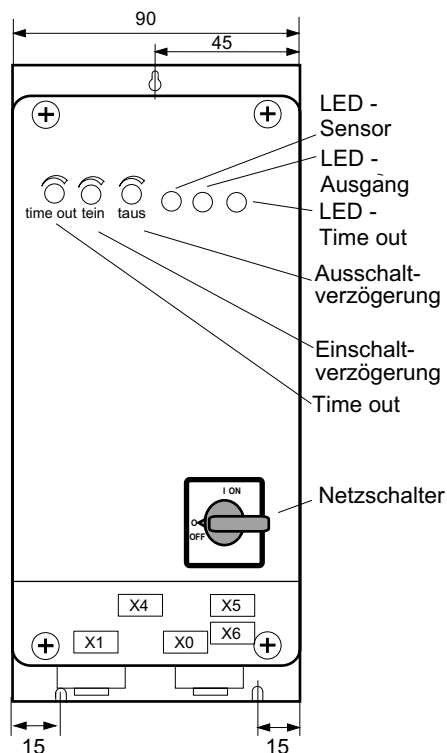 90
45
LED -
Sensor
LED -
Ausgang
LED -
Time out
time out tein taus
Ausschalt-
verzögerung
Einschalt-
verzögerung
Time out
I ON
O
OFF
Netzschalter
X4
X5
X1
X0
X6
15
15